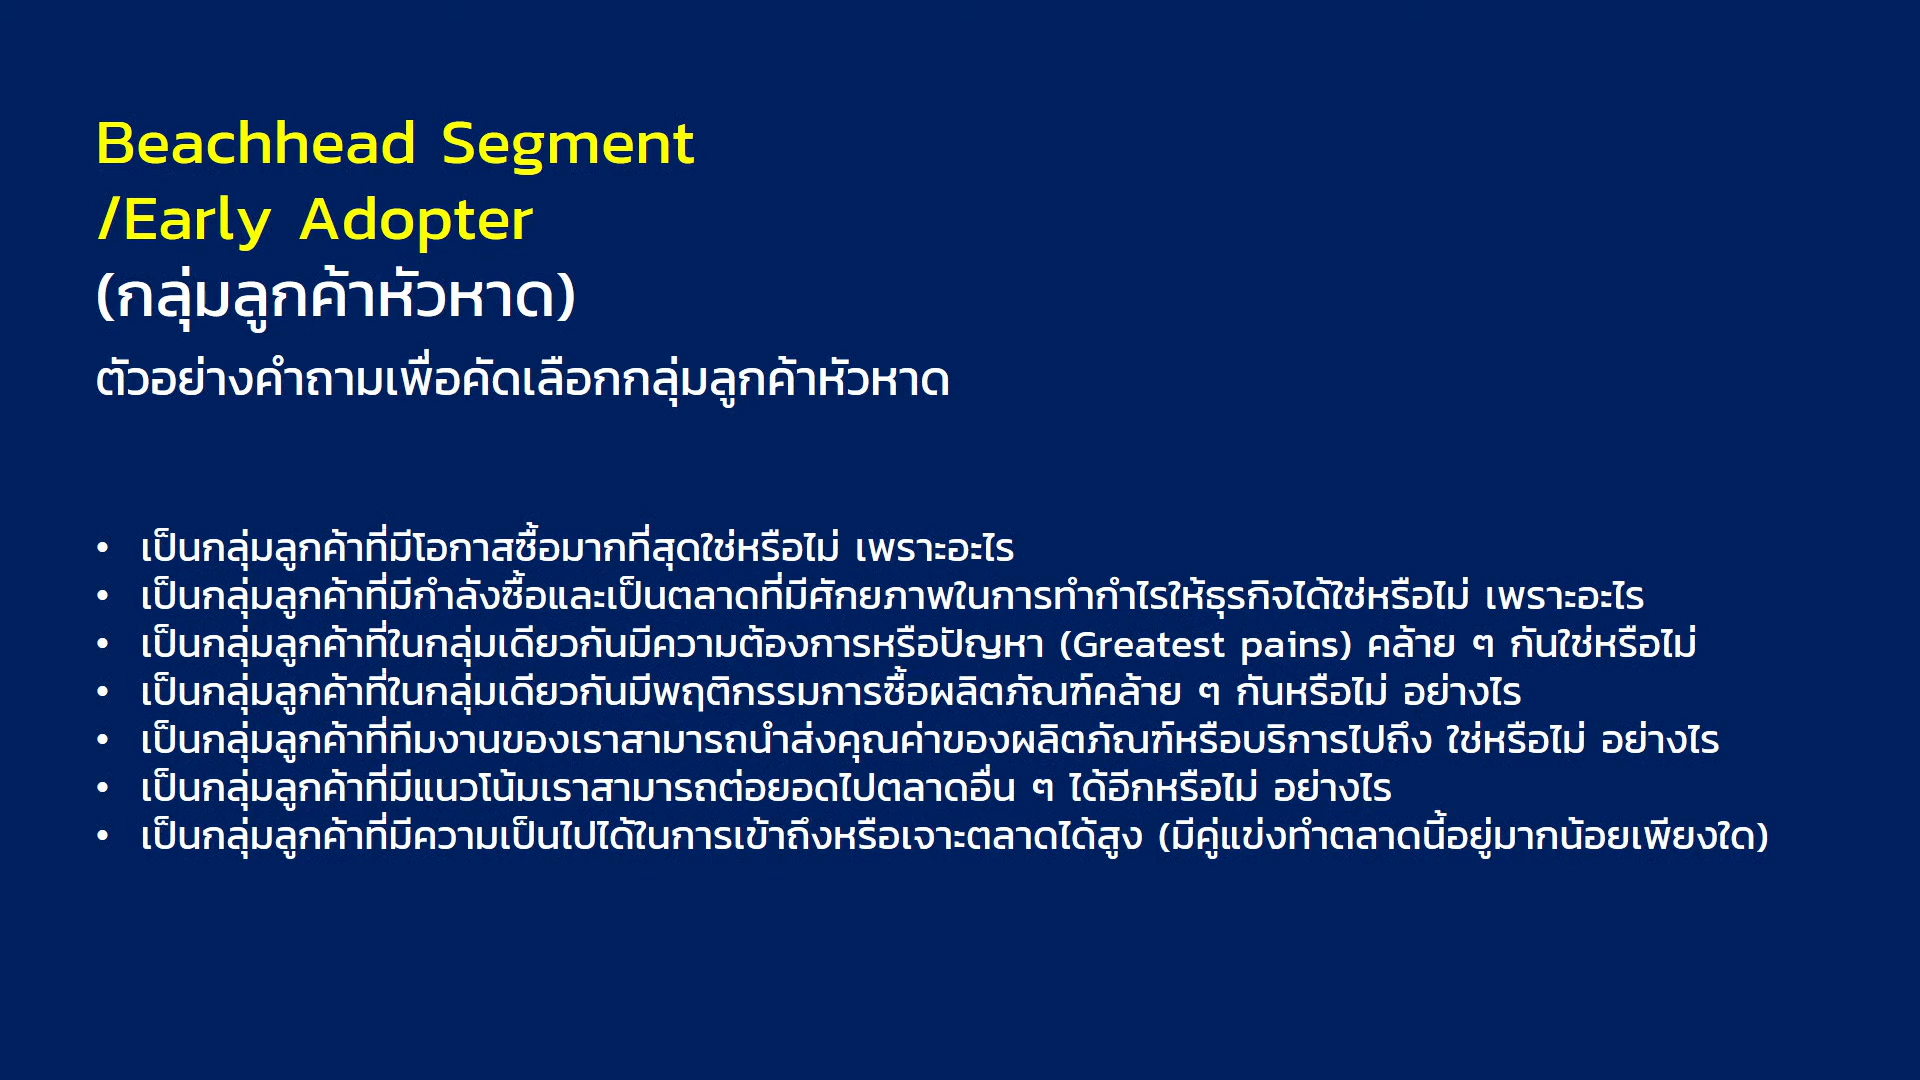 Beachhead Segment
/Early Adopter
(กลุ่มลูกค้าหัวหาด)
ตัวอย่างคำถามเพื่อคัดเลือกกลุ่มลูกค้าหัวหาด
• เป็นกลุ่มลูกค้าที่มีโอกาสซื้อมากที่สุดใช่หรือไม่ เพราะอะไร
• เป็นกลุ่มลูกค้าที่มีกำลังซื้อและเป็นตลาดที่มีศักยภาพในการทำกำไรให้ธุรกิจได้ใช่หรือไม่ เพราะอะไร
• เป็นกลุ่มลูกค้าที่ในกลุ่มเดียวกันมีความต้องการหรือปัญหา (Greatest pains) คล้าย ๆ กันใช่หรือไม่
• เป็นกลุ่มลูกค้าที่ในกลุ่มเดียวกันมีพฤติกรรมการซื้อผลิตภัณฑ์คล้าย ๆ กันหรือไม่ อย่างไร
• เป็นกลุ่มลูกค้าที่ทีมงานของเราสามารถนำส่งคุณค่าของผลิตภัณฑ์หรือบริการไปถึง ใช่หรือไม่ อย่างไร
• เป็นกลุ่มลูกค้าที่มีแนวโน้มเราสามารถต่อยอดไปตลาดอื่น ๆ ได้อีกหรือไม่ อย่างไร
• เป็นกลุ่มลูกค้าที่มีความเป็นไปได้ในการเข้าถึงหรือเจาะตลาดได้สูง (มีคู่แข่งทำตลาดนี้อยู่มากน้อยเพียงใด)